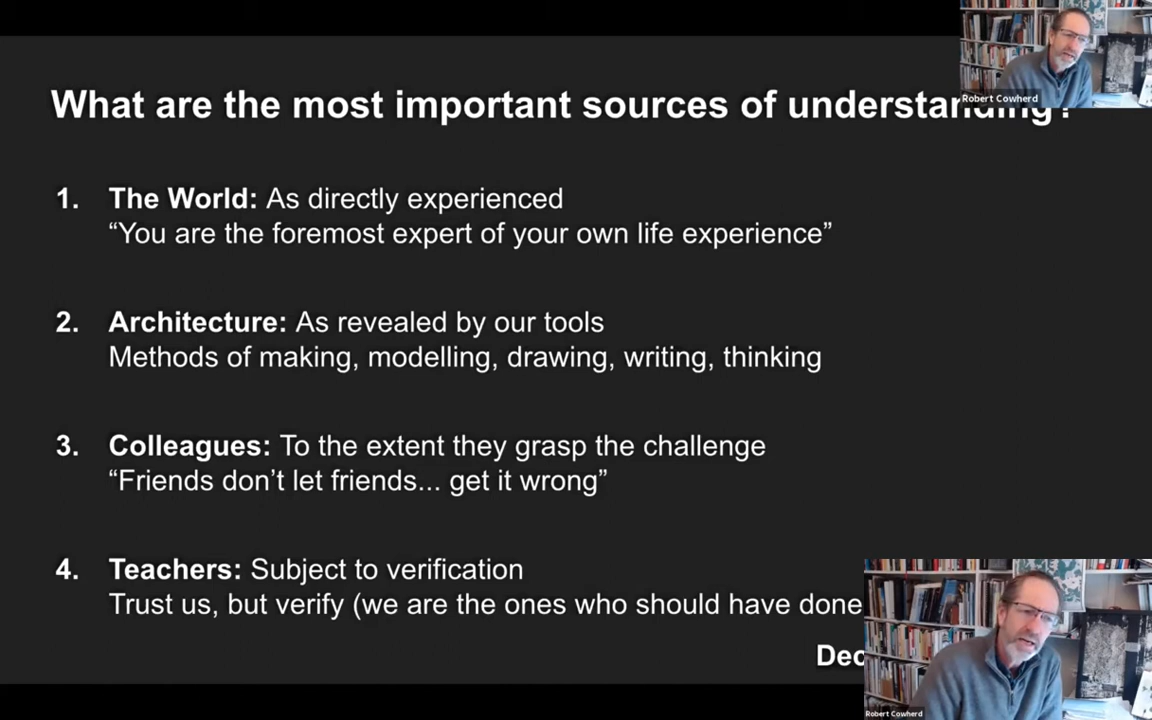 What are the most important sources of understanding?
Robert Cowherd
1. The World: As directly experienced
“You are the foremost expert of your own life experience”
2. Architecture: As revealed by our tools
Methods of making, modelling, drawing, writing, thinking
3. Colleagues: To the extent they grasp the challenge
“Friends don’t let friends... get it wrong”
4. Teachers: Subject to verification
Trust us, but verify (we are the ones who should have done
Robert Cowherd